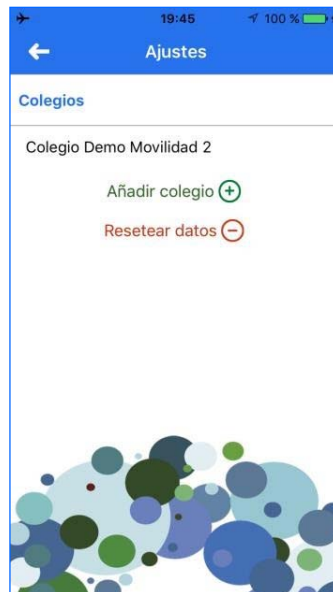 19:45
100 %
Ajustes
Colegios
Colegio Demo Movilidad 2
Añadir colegio
Resetear datos